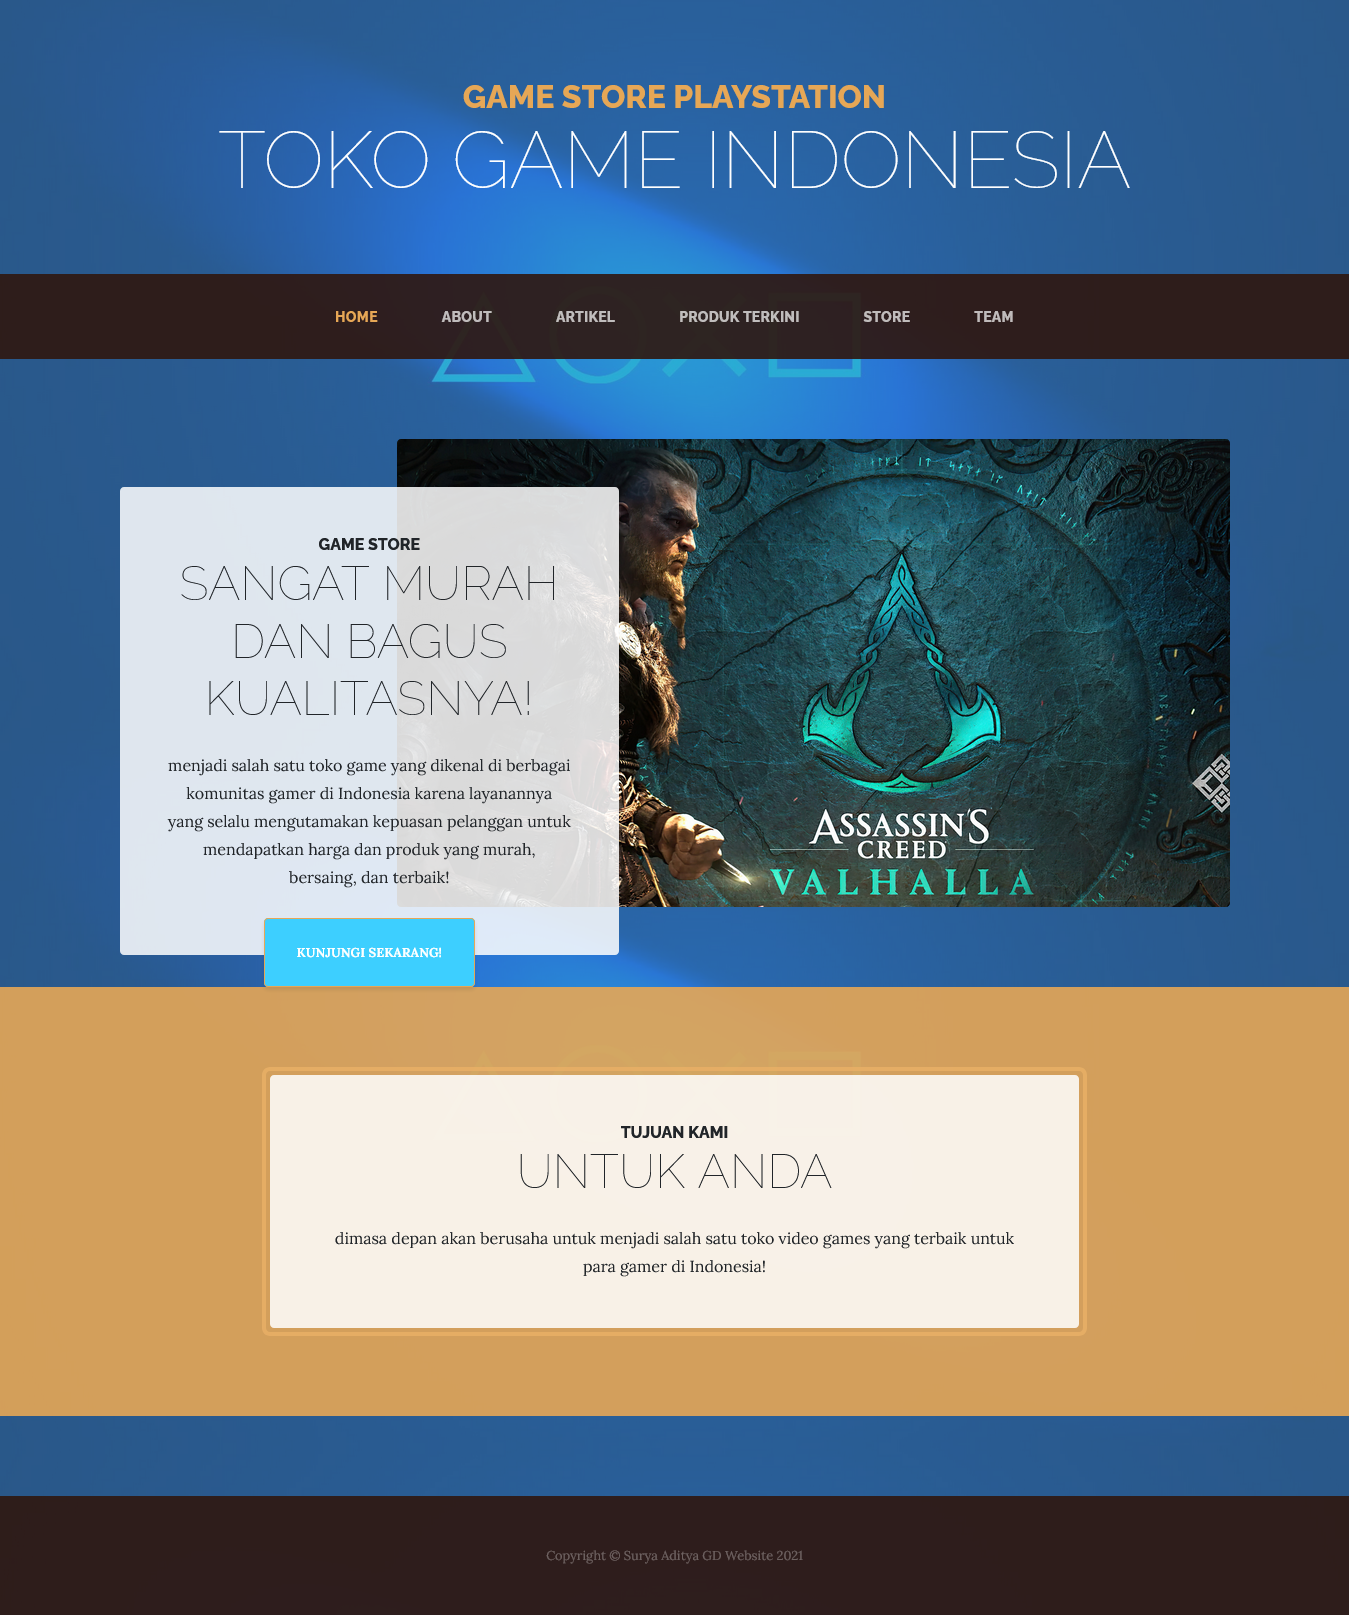 GAME STORE PLAYSTATION
TOKO GAME INDONESIA
HOME
ABOUT
ARTIKEL
PRODUK TERKINI
STORE
TEAM
GAME STORE
SANGAT MURAH
DAN BAGUS
KUALITASNYA!
menjadi salah satu toko game yang dikenal di berbagai
komunitas gamer di Indonesia karena layanannya
yang selalu mengutamakan kepuasan pelanggan untuk
mendapatkan harga dan produk yang murah,
bersaing, dan terbaik!
KUNJUNGI SEKARANG!
ASSASSIN'S
CREED
VALHALLA
TUJUAN KAMI
UNTUK ANDA
dimasa depan akan berusaha untuk menjadi salah satu toko video games yang terbaik untuk
para gamer di Indonesia!
Copyright © Surya Aditya GD Website 2021